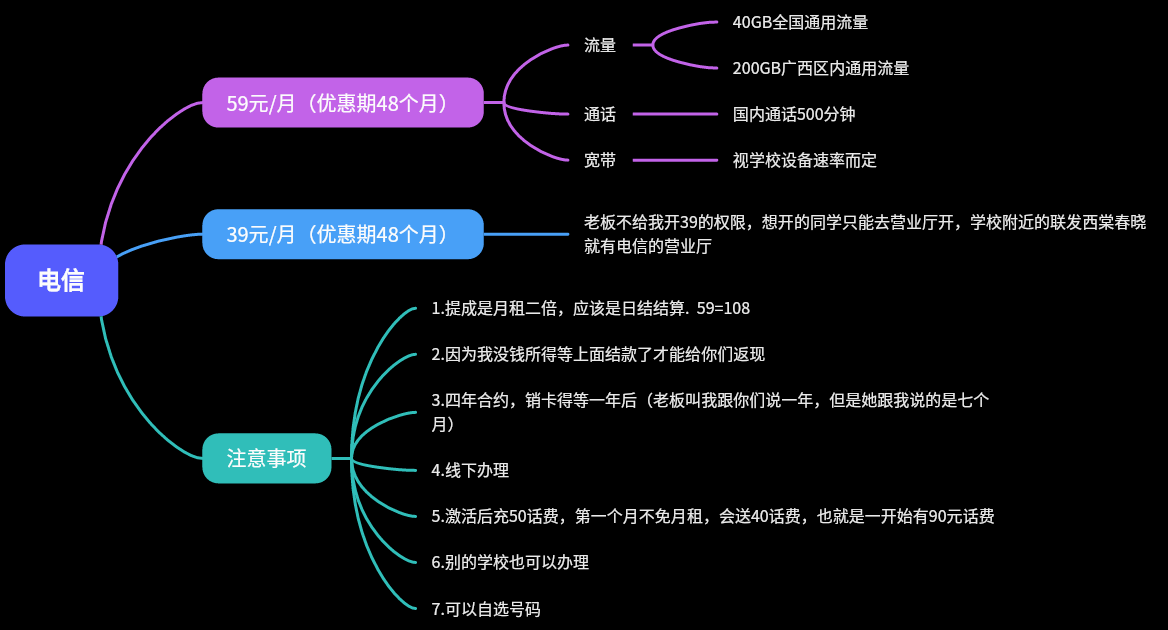 电信
59元/月（优惠期48个月）
流量
40GB全国通用流量
200GB广西区内通用流量
通话
国内通话500分钟
宽带
视学校设备速率而定
39元/月（优惠期48个月）
老板不给我开39的权限，想开的同学只能去营业厅开，学校附近的联发西棠春晓
就有电信的营业厅
注意事项
1.提成是月租二倍，应该是日结结算.  59=108
2.因为我没钱所得等上面结款了才能给你们返现
3.四年合约，销卡得等一年后（老板叫我跟你们说一年，但是她跟我说的是七个
月）
4.线下办理
5.激活后充50话费，第一个月不免月租，会送40话费，也就是一开始有90元话费
6.别的学校也可以办理
7.可以自选号码